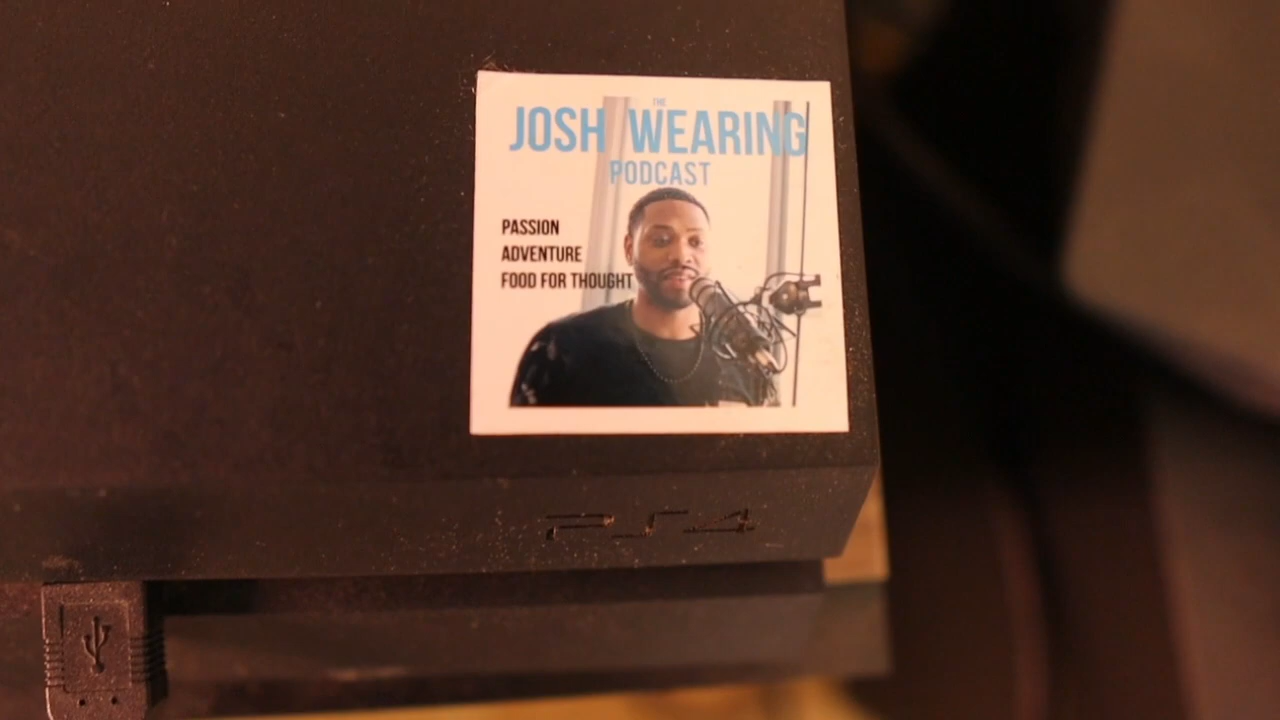 THE
JOSH WEARING
PODCAST
PASSION
ADVENTURE
FOOD FOR THOUGHT
PS4